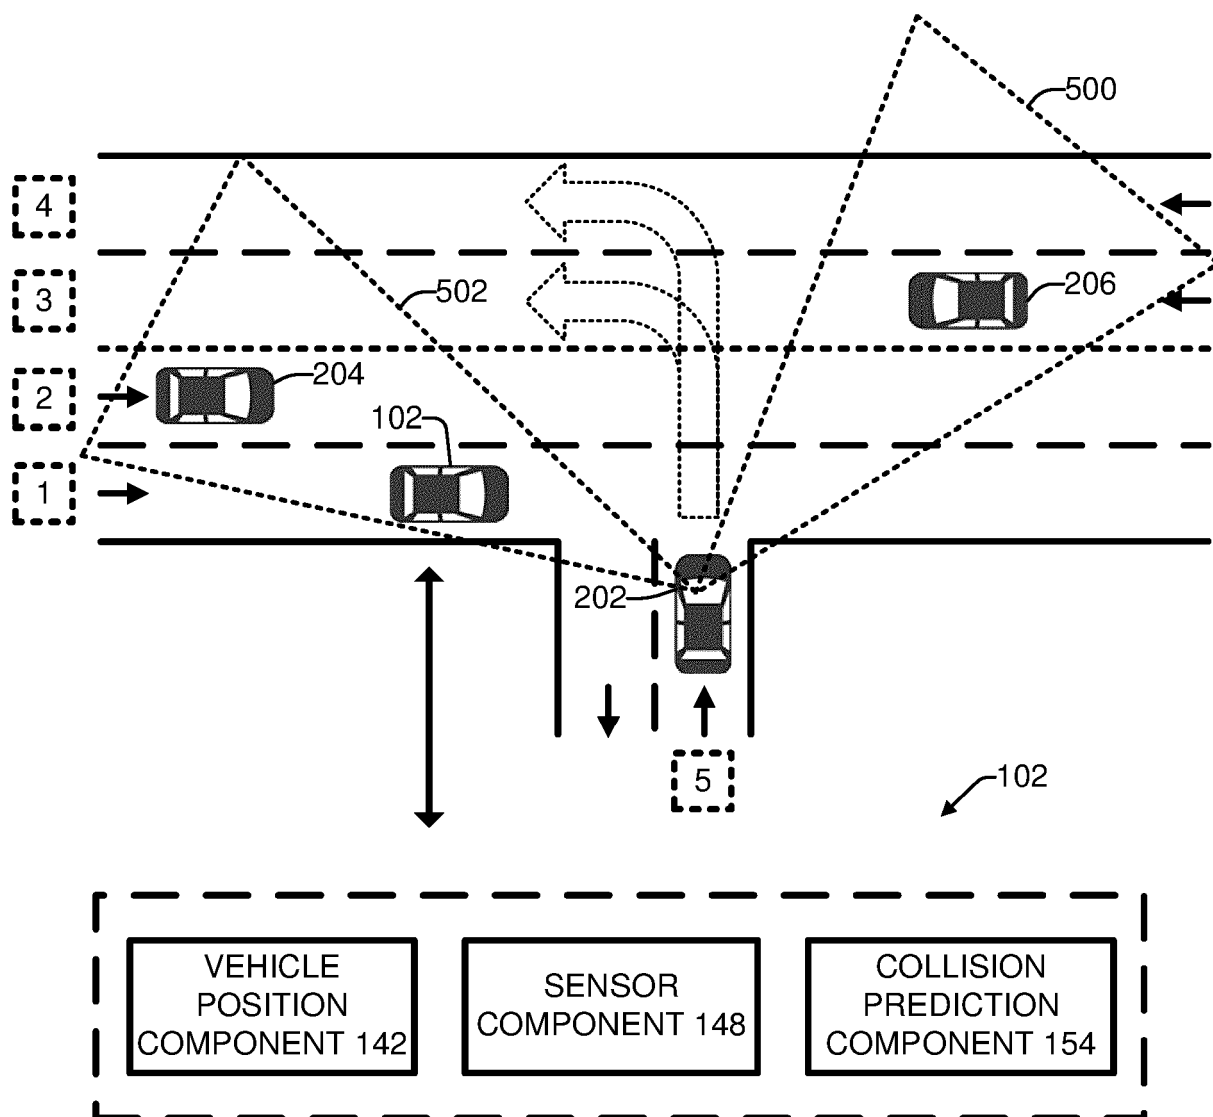 500
4
502
3
206
204
2
102
1
202
5
102
VEHICLE
POSITION
COMPONENT 142
SENSOR
COMPONENT 148
COLLISION
PREDICTION
COMPONENT 154